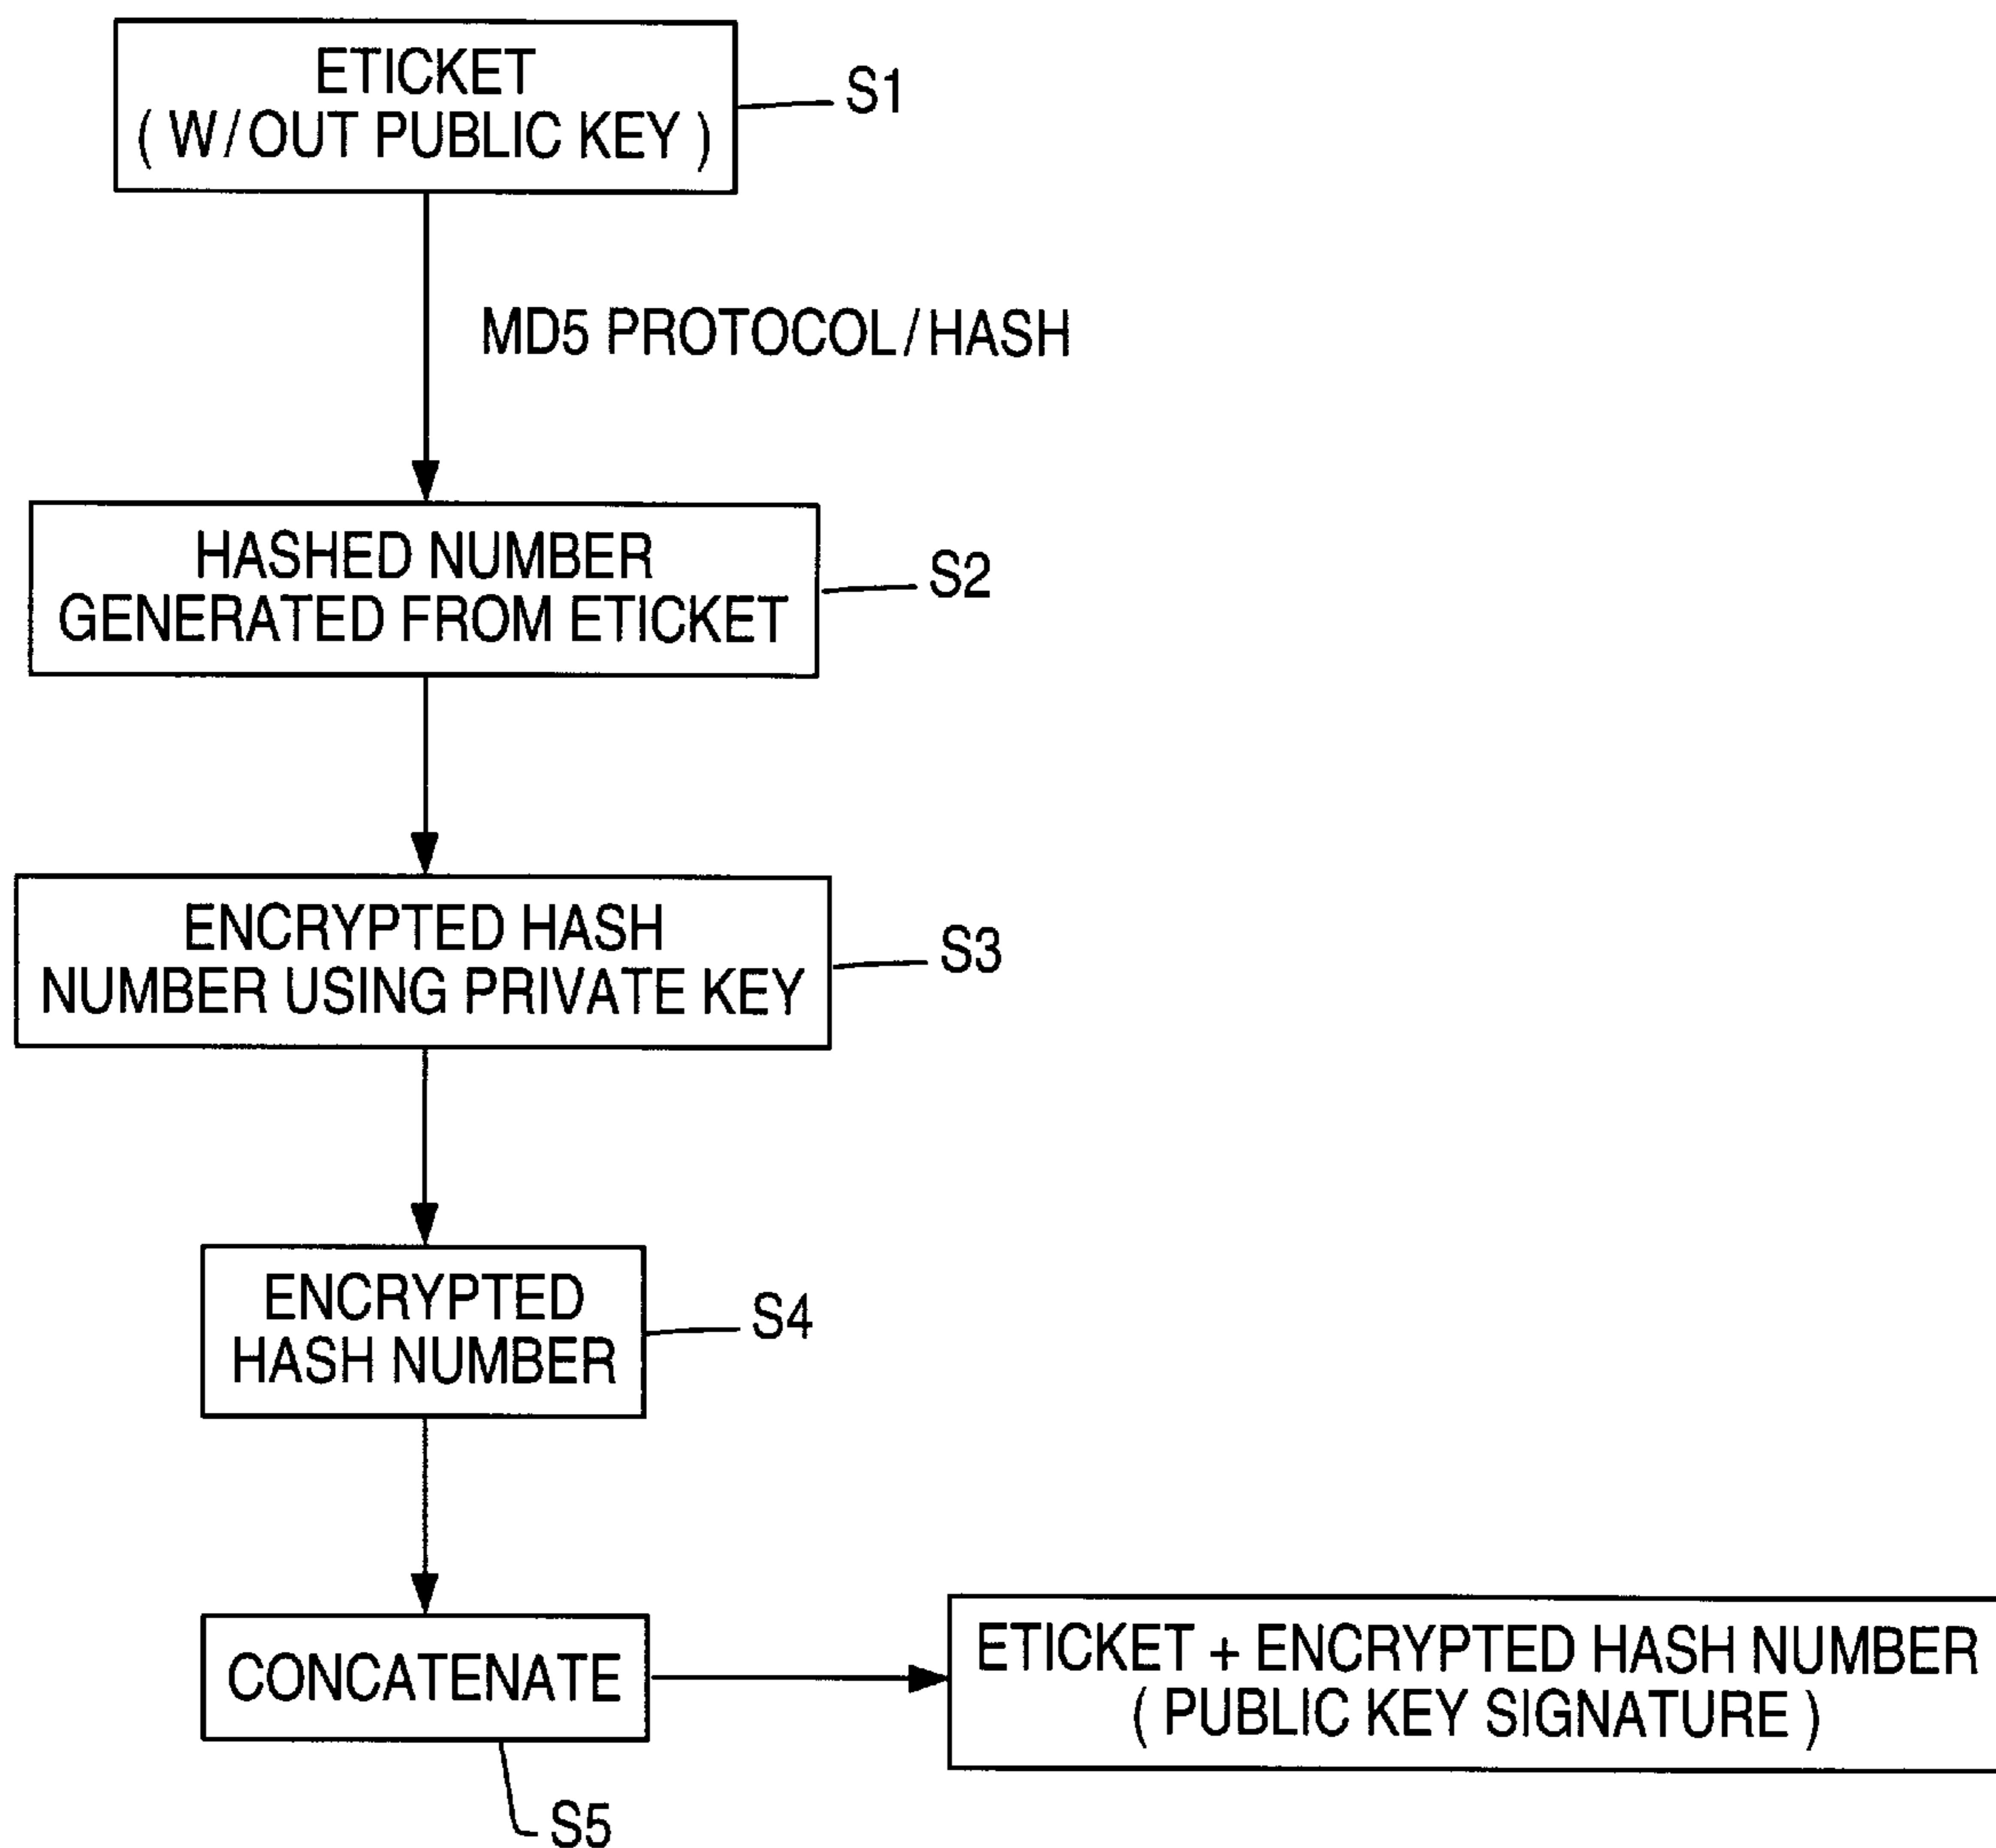 ETICKET
( W/OUT PUBLIC KEY )
S1
MD5 PROTOCOL/HASH
HASHED NUMBER
GENERATED FROM ETICKET
S2
ENCRYPTED HASH
NUMBER USING PRIVATE KEY
S3
ENCRYPTED
HASH NUMBER
S4
CONCATENATE
S5
ETICKET + ENCRYPTED HASH NUMBER
( PUBLIC KEY SIGNATURE )